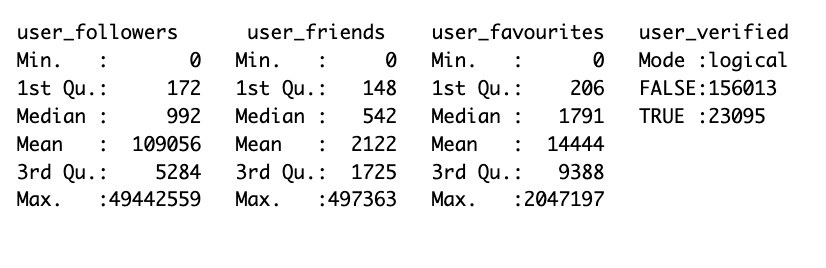 user_followers     user_friends    user_favourites   user_verified
Min.   :       0   Min.   :     0   Min.   :      0   Mode :logical
1st Qu.:     172   1st Qu.:   148   1st Qu.:    206   FALSE:156013
Median :     992   Median :   542   Median :   1791   TRUE :23095
Mean   :  109056   Mean   :  2122   Mean   :  14444
3rd Qu.:    5284   3rd Qu.:  1725   3rd Qu.:   9388
Max.   :49442559   Max.   :497363   Max.   :2047197